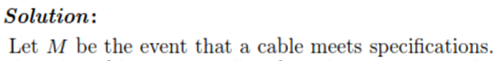 Solution:
Let M be the event that a cable meets specifications.